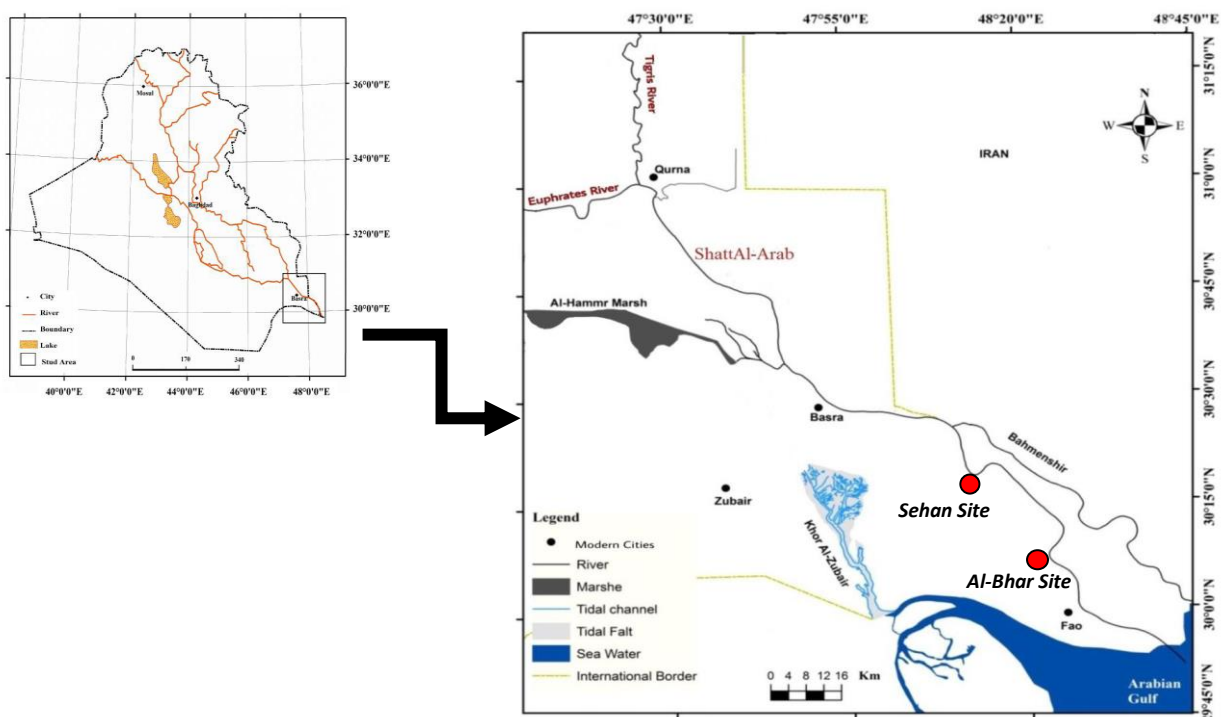 36°0'0"E
34°0'0"E
32°0'0"E
30°0'0"E
Mosul
Baghdad
Basra
City
River
Boundary
Lake
Stud Area
0 170 340
40°0'0"E 42°0'0"E 44°0'0"E 46°0'0"E 48°0'0"E
47°30'0"E 47°55'0"E 48°20'0"E 48°45'0"E
31°15'0"N
31°0'0"N
30°45'0"N
30°30'0"N
30°15'0"N
30°0'0"N
29°45'0"N
N
W E
S
Tigris River
IRAN
Qurna
Euphrates River
ShattAl-Arab
Al-Hammr Marsh
Basra
Bahmenshir
Zubair
Sehan Site
Khor Al-Zubair
Al-Bhar Site
Fao
Arabian
Gulf
Legend
Modern Cities
River
Marshe
Tidal channel
Tidal Falt
Sea Water
International Border
0 4 8 12 16 Km